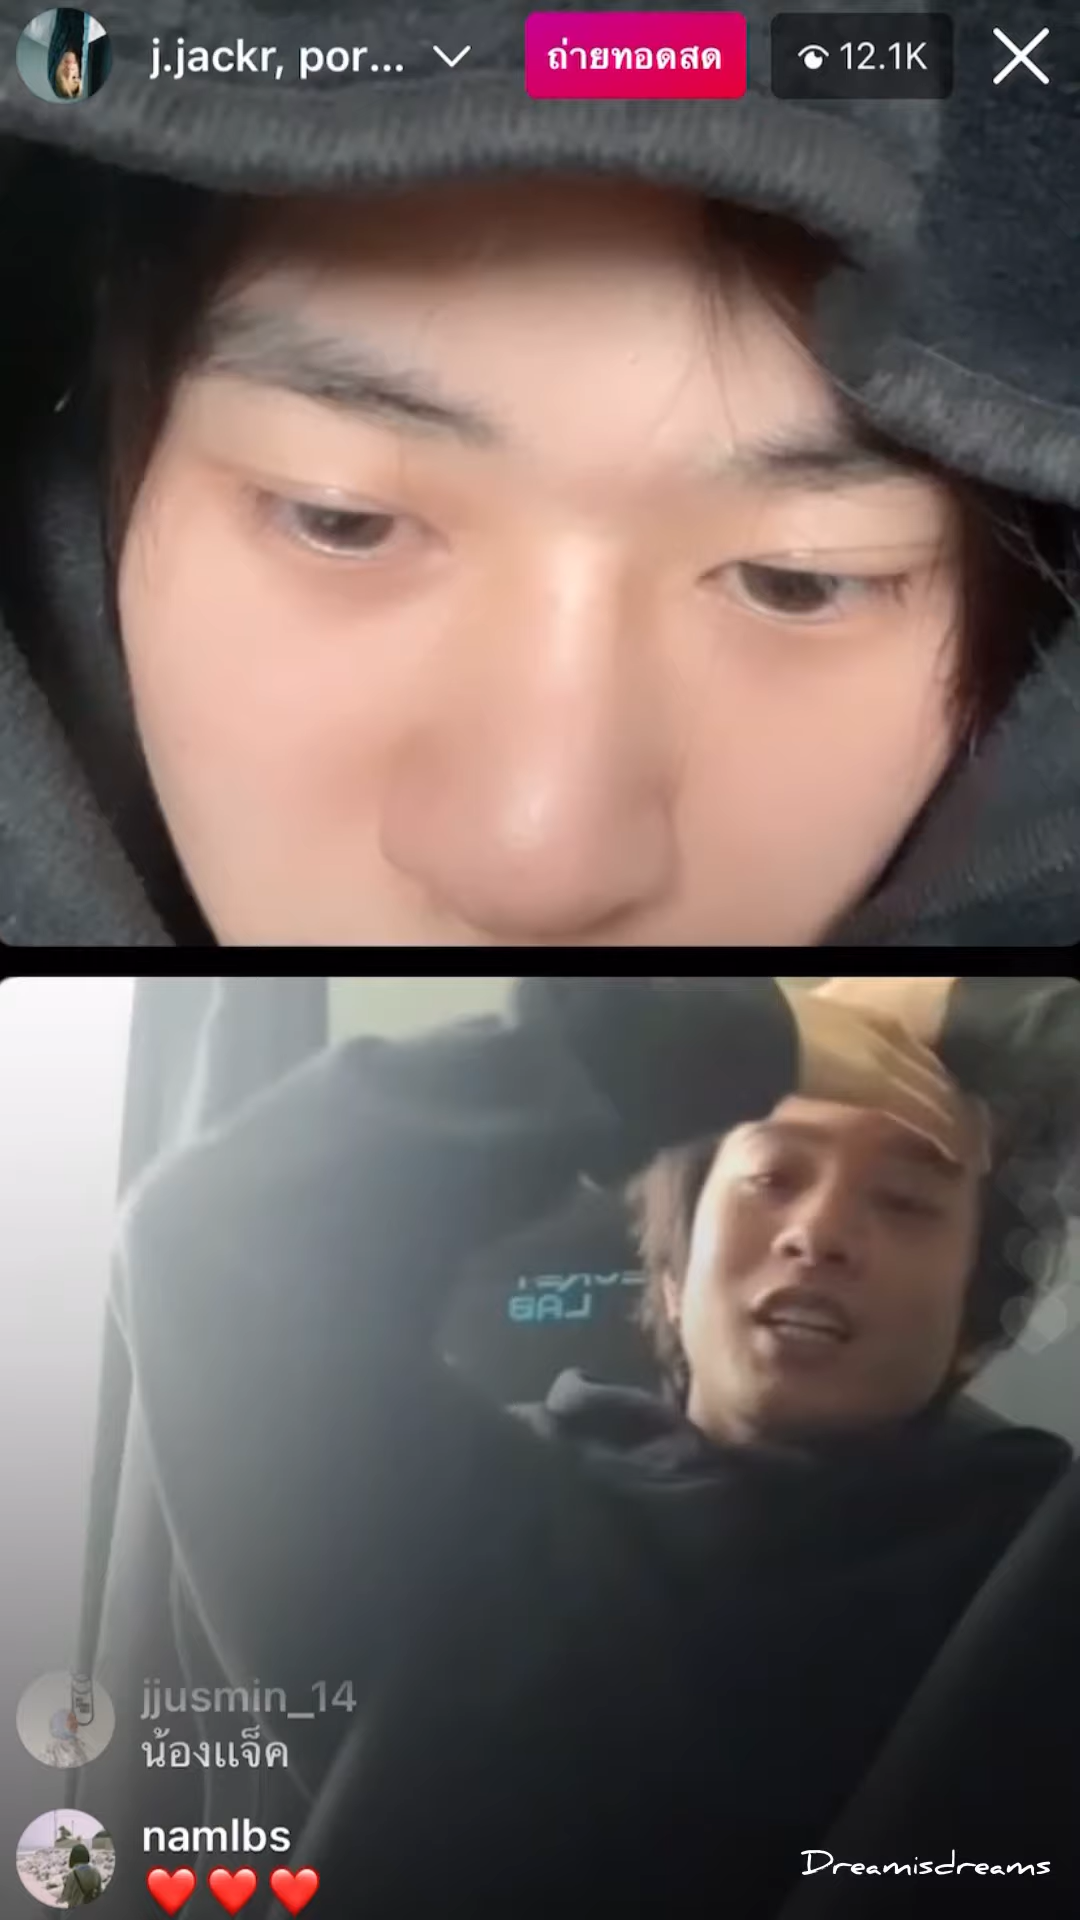 j.jackr, por...
ถ่ายทอดสด
12.1K
LAB
jjusmin_14
น้องแจ็ค
namlbs
❤️❤️❤️
Dreamisdreams